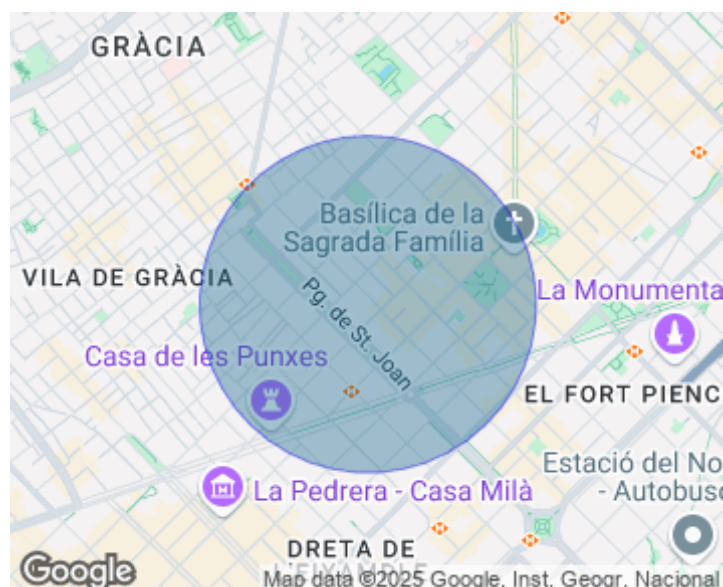 GRÀCIA
Basílica de la
Sagrada Família
VILA DE GRÀCIA
Pg. de St. Joan
La Monumenta
Casa de les Punxes
EL FORT PIENC
Estació del No
- Autobuso
La Pedrera - Casa Milà
DRETA DE
L'EIXAMPLE
Google
Map data ©2025 Google, Inst. Geogr. Nacional